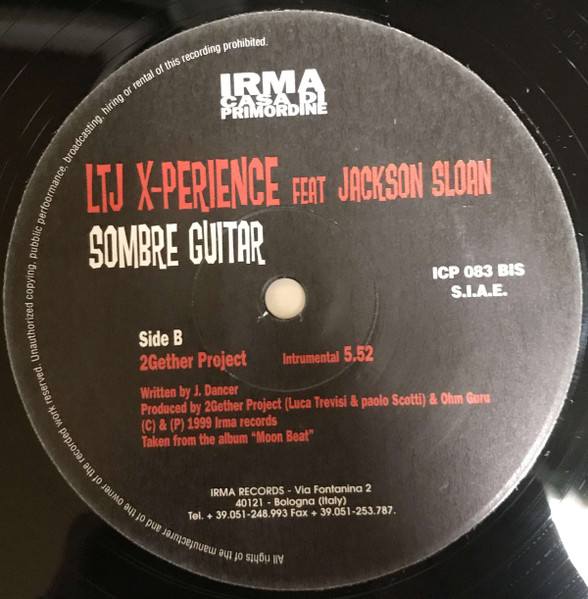 IRMA
CASA DI
PRIMORDINE
LTJ X-PERIENCE FEAT JACKSON SLOAN
SOMBRE GUITAR
ICP 083 BIS
S.I.A.E.
Side B
2Gether Project Intrumental 5.52
Written by J. Dancer
Produced by 2Gether Project (Luca Trevisi & paolo Scotti) & Ohm Guru
(C) & (P) 1999 Irma records
Taken from the album "Moon Beat"
IRMA RECORDS - Via Fontanina 2
40121 - Bologna (Italy)
Tel. + 39.051-248.993 Fax + 39.051-253.787.
All rights of the manufacturer and of the owner of the recorded work reserved. Unauthorized copying, pubblic perfoormance, broadcasting, hiring or rental of this recording prohibited.